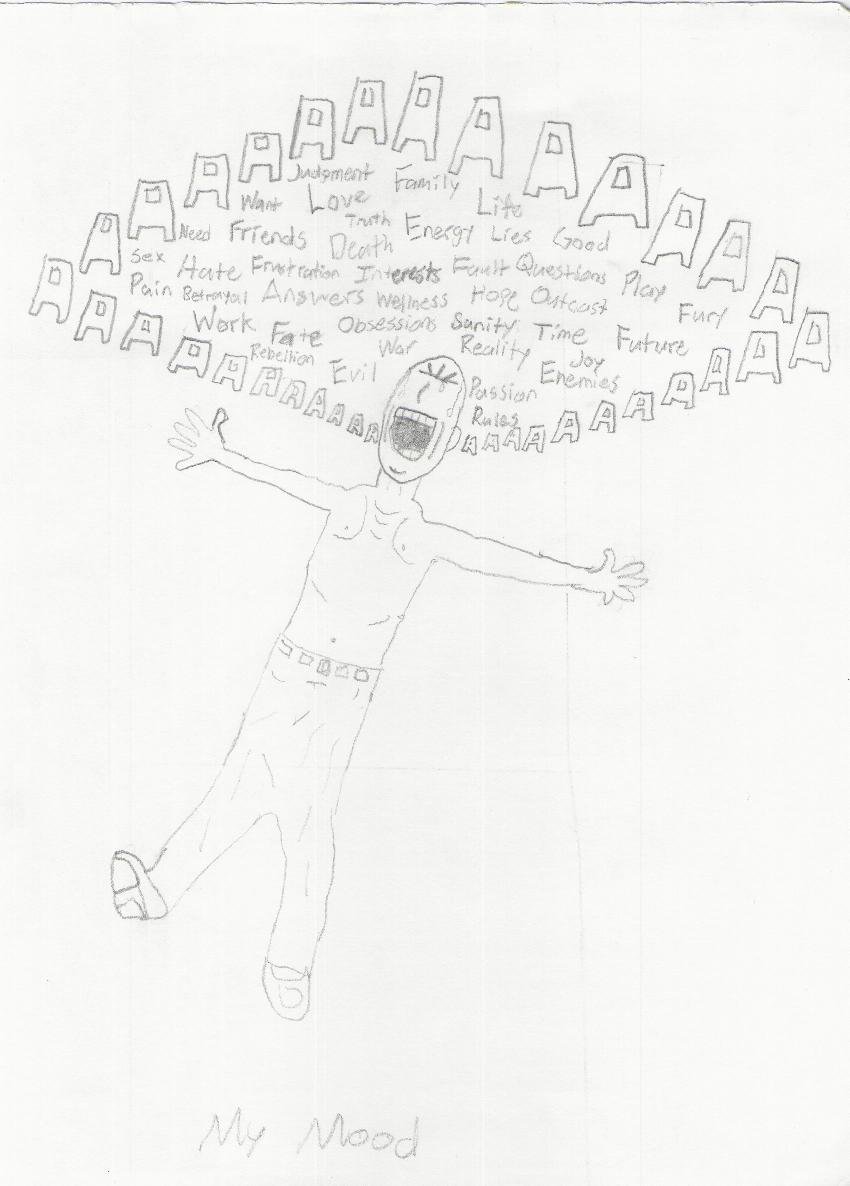 A A A A A A A A A A A A A A A
Judgment Family
Want Love Life
Truth
Need Friends Death Energy Lies Good
Sex Hate Frustration Interests Fault Questions Play
Pain Betrayal Answers Wellness Hope Outcast Fury
Work Fate Obsessions Sanity Time Future
Rebellion War Reality Joy
Evil Passion Enemies
Rules
A A A A A A A A A A A A A A A A A A A A A
My Mood